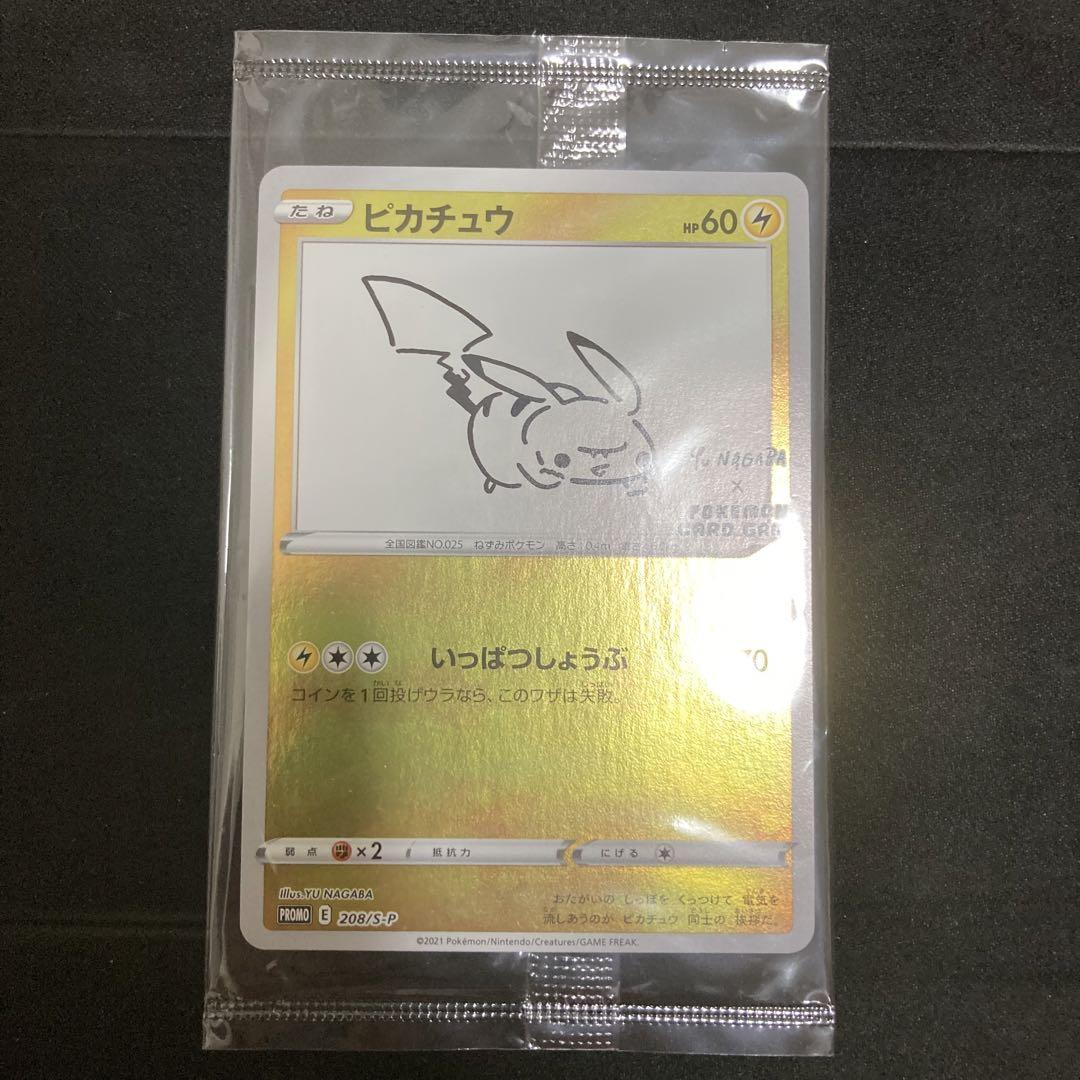 たね ピカチュウ HP60
Yu NAGABA
×
POKEMON
CARD GA
全国図鑑NO.025 ねずみポケモン 高さ:0.4m
いっぱつしょうぶ 70
コインを1回投げウラなら、このワザは失敗。
弱点 ×2 抵抗力 にげる
Illus.YU NAGABA
PROMO E 208/S-P
おたがいの しっぽを くっつけて 電気を
流しあうのが ピカチュウ 同士の 挨拶だ。
©2021 Pokémon/Nintendo/Creatures/GAME FREAK.